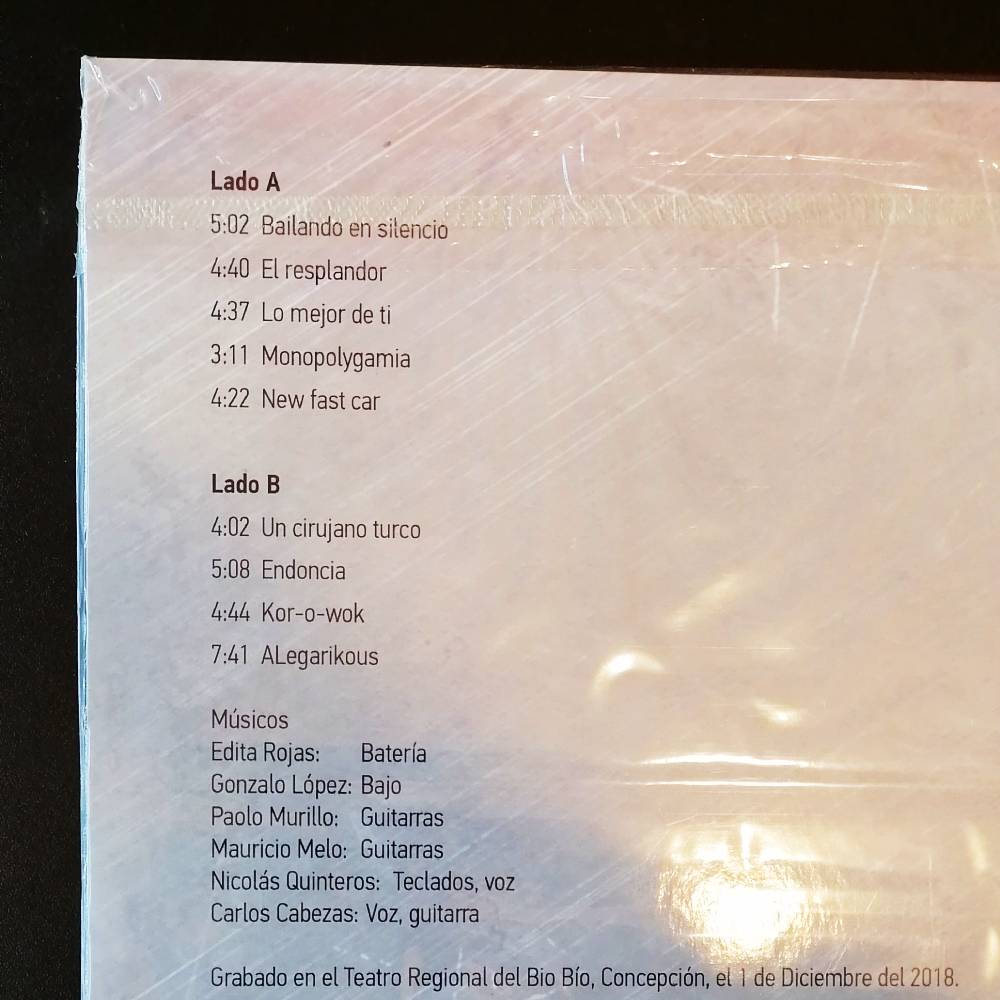 Lado A
5:02 Bailando en silencio
4:40 El resplandor
4:37 Lo mejor de ti
3:11 Monopolygamia
4:22 New fast car
Lado B
4:02 Un cirujano turco
5:08 Endoncia
4:44 Kor-o-wok
7:41 ALegarikous
Músicos
Edita Rojas: Batería
Gonzalo López: Bajo
Paolo Murillo: Guitarras
Mauricio Melo: Guitarras
Nicolás Quinteros: Teclados, voz
Carlos Cabezas: Voz, guitarra
Grabado en el Teatro Regional del Bio Bío, Concepción, el 1 de Diciembre del 2018.